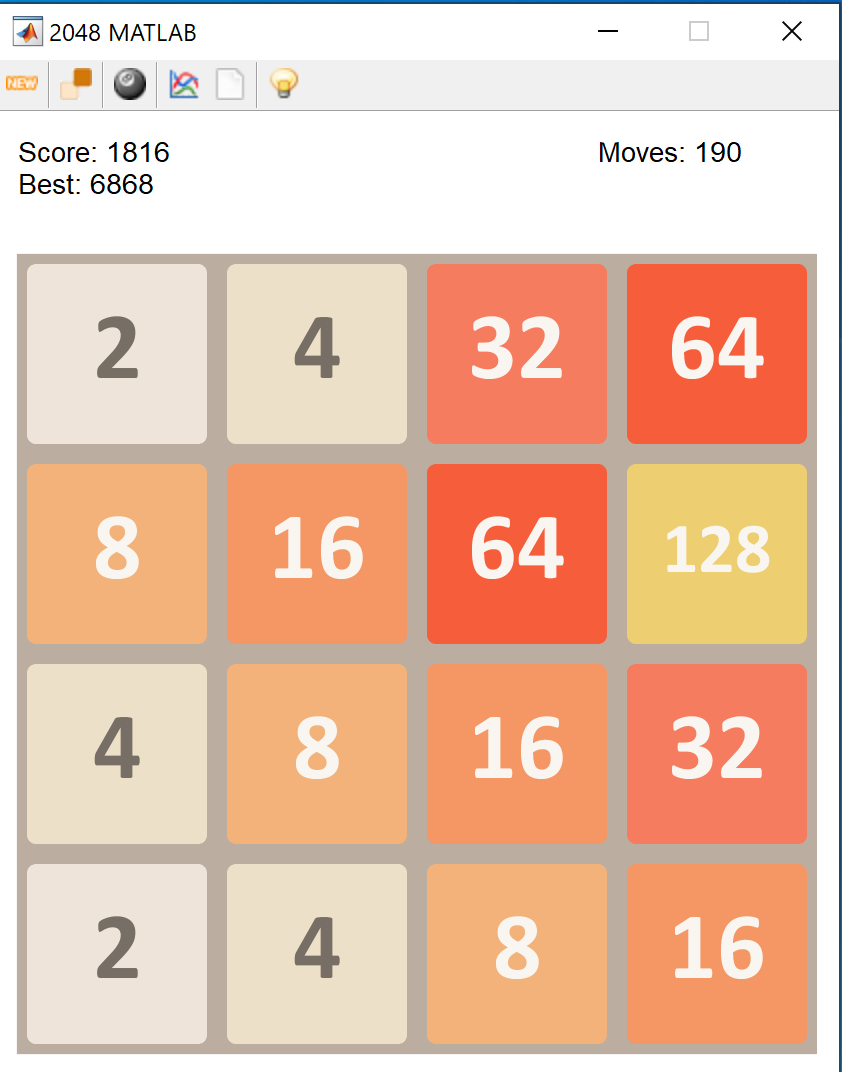 2048 MATLAB
NEW
Score: 1816 Moves: 190
Best: 6868
2 4 32 64
8 16 64 128
4 8 16 32
2 4 8 16